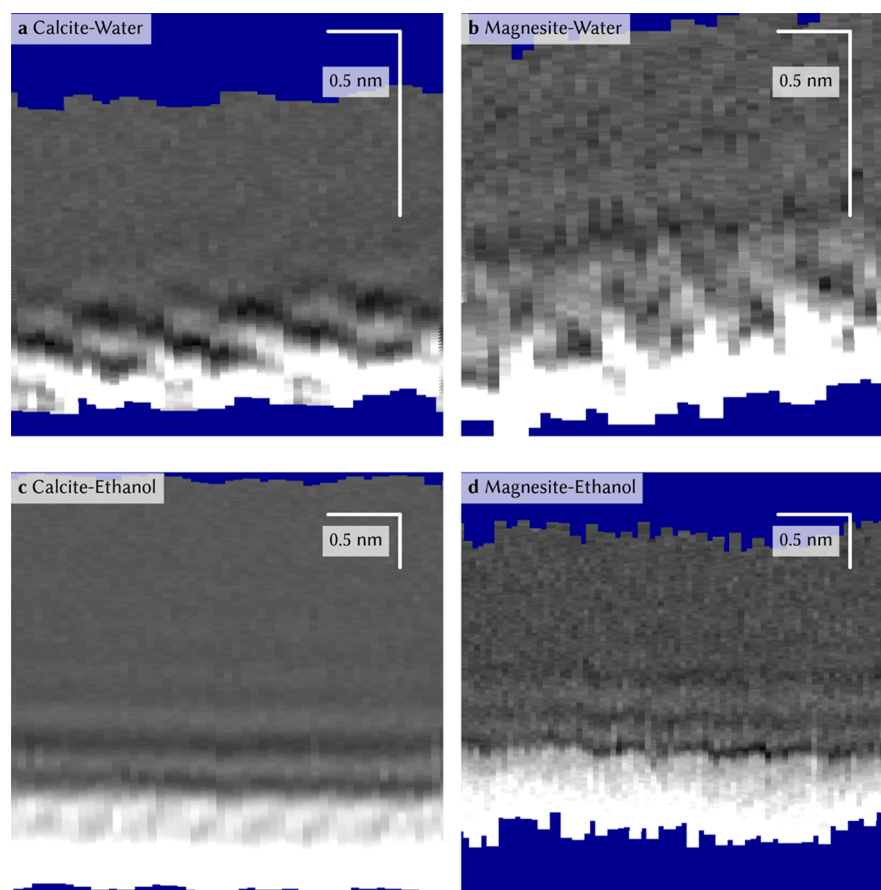 a Calcite-Water
0.5 nm
b Magnesite-Water
0.5 nm
c Calcite-Ethanol
0.5 nm
d Magnesite-Ethanol
0.5 nm